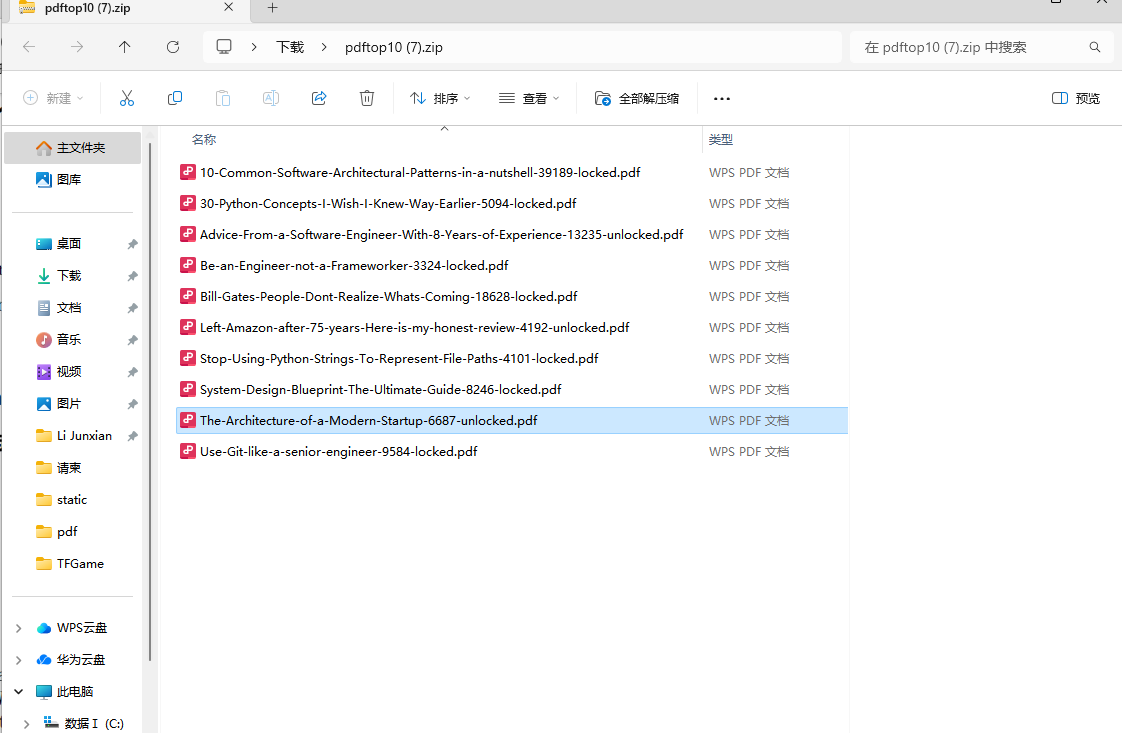 pdftop10 (7).zip
下载
pdftop10 (7).zip
在 pdftop10 (7).zip 中搜索
新建
排序
查看
全部解压缩
预览
主文件夹
图库
桌面
下载
文档
音乐
视频
图片
Li Junxian
请柬
static
pdf
TFGame
WPS云盘
华为云盘
此电脑
数据 I (C:)
名称 类型
10-Common-Software-Architectural-Patterns-in-a-nutshell-39189-locked.pdf WPS PDF 文档
30-Python-Concepts-I-Wish-I-Knew-Way-Earlier-5094-locked.pdf WPS PDF 文档
Advice-From-a-Software-Engineer-With-8-Years-of-Experience-13235-unlocked.pdf WPS PDF 文档
Be-an-Engineer-not-a-Frameworker-3324-locked.pdf WPS PDF 文档
Bill-Gates-People-Dont-Realize-Whats-Coming-18628-locked.pdf WPS PDF 文档
Left-Amazon-after-75-years-Here-is-my-honest-review-4192-unlocked.pdf WPS PDF 文档
Stop-Using-Python-Strings-To-Represent-File-Paths-4101-locked.pdf WPS PDF 文档
System-Design-Blueprint-The-Ultimate-Guide-8246-locked.pdf WPS PDF 文档
The-Architecture-of-a-Modern-Startup-6687-unlocked.pdf WPS PDF 文档
Use-Git-like-a-senior-engineer-9584-locked.pdf WPS PDF 文档